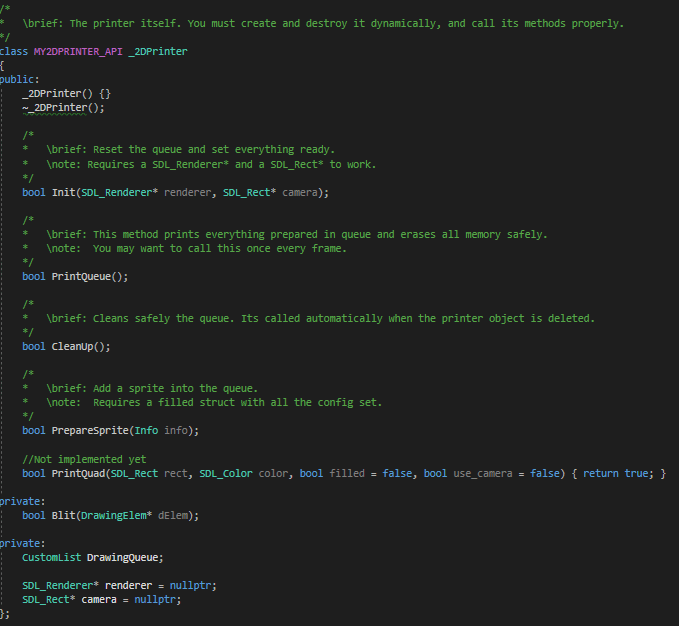 /*
*   \brief: The printer itself. You must create and destroy it dynamically, and call its methods properly.
*/
class MY2DPRINTER_API _2DPrinter
{
public:
    _2DPrinter() {}
    ~_2DPrinter();
    /*
    *   \brief: Reset the queue and set everything ready.
    *   \note: Requires a SDL_Renderer* and a SDL_Rect* to work.
    */
    bool Init(SDL_Renderer* renderer, SDL_Rect* camera);
    /*
    *   \brief: This method prints everything prepared in queue and erases all memory safely.
    *   \note:  You may want to call this once every frame.
    */
    bool PrintQueue();
    /*
    *   \brief: Cleans safely the queue. Its called automatically when the printer object is deleted.
    */
    bool CleanUp();
    /*
    *   \brief: Add a sprite into the queue.
    *   \note:  Requires a filled struct with all the config set.
    */
    bool PrepareSprite(Info info);
    //Not implemented yet
    bool PrintQuad(SDL_Rect rect, SDL_Color color, bool filled = false, bool use_camera = false) { return true; }
private:
    bool Blit(DrawingElem* dElem);
private:
    CustomList DrawingQueue;
    SDL_Renderer* renderer = nullptr;
    SDL_Rect* camera = nullptr;
};